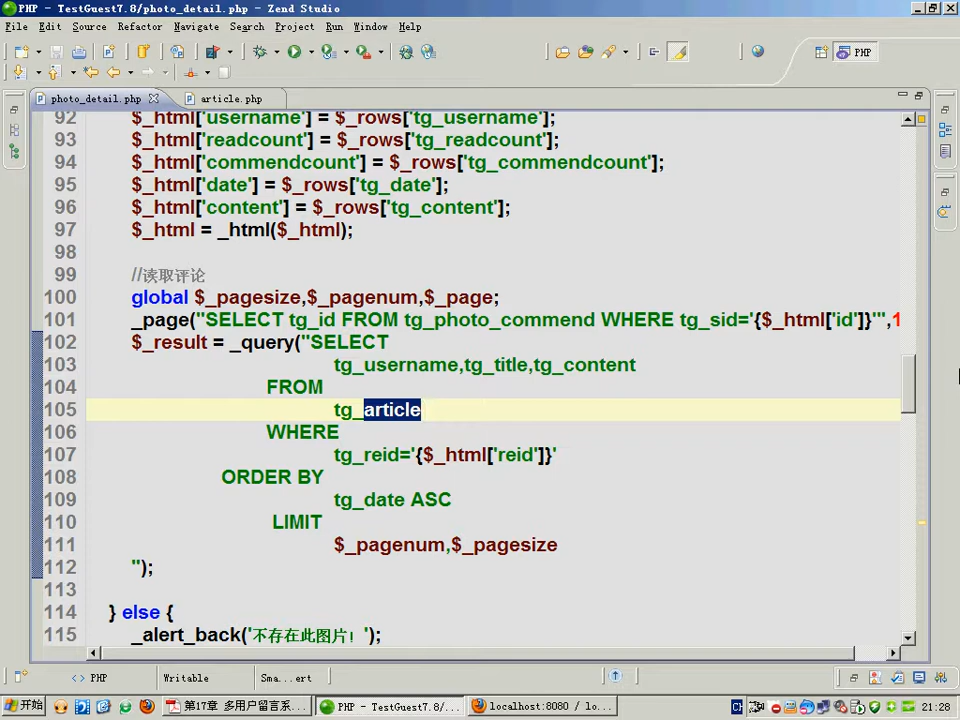 PHP - TestGuest7.8/photo_detail.php - Zend Studio
File Edit Source Refactor Navigate Search Project Run Window Help
PHP
photo_detail.php article.php
92 $_html['username'] = $_rows['tg_username'];
93 $_html['readcount'] = $_rows['tg_readcount'];
94 $_html['commendcount'] = $_rows['tg_commendcount'];
95 $_html['date'] = $_rows['tg_date'];
96 $_html['content'] = $_rows['tg_content'];
97 $_html = _html($_html);
98
99 //读取评论
100 global $_pagesize,$_pagenum,$_page;
101 _page("SELECT tg_id FROM tg_photo_commend WHERE tg_sid='{$_html['id']}'",1
102 $_result = _query("SELECT
103 tg_username,tg_title,tg_content
104 FROM
105 tg_article
106 WHERE
107 tg_reid='{$_html['reid']}'
108 ORDER BY
109 tg_date ASC
110 LIMIT
111 $_pagenum,$_pagesize
112 ");
113
114 } else {
115 _alert_back('不存在此图片！');
PHP Writable Sma...ert
开始 第17章 多用户留言系... PHP - TestGuest7.8/... localhost:8080 / lo... CH 21:28